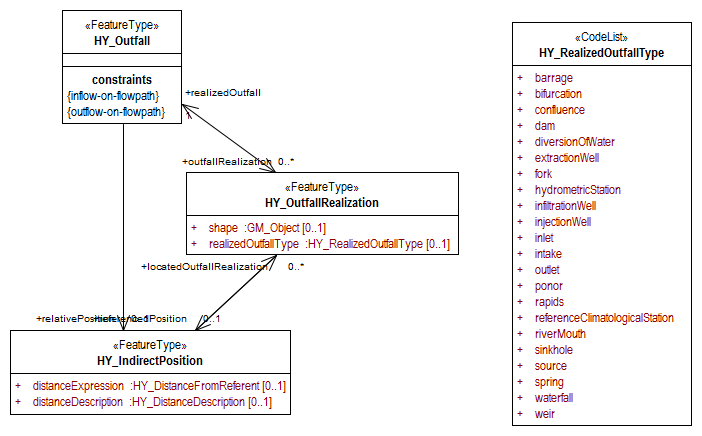 «FeatureType»
HY_Outfall
constraints
{inflow-on-flowpath}
{outflow-on-flowpath}
+realizedOutfall
1
+outfallRealization 0..*
«FeatureType»
HY_OutfallRealization
+ shape :GM_Object [0..1]
+ realizedOutfallType :HY_RealizedOutfallType [0..1]
+locatedOutfallRealization/ 0..*
+relativePosition /0..1
/0..1
«FeatureType»
HY_IndirectPosition
+ distanceExpression :HY_DistanceFromReferent [0..1]
+ distanceDescription :HY_DistanceDescription [0..1]
«CodeList»
HY_RealizedOutfallType
+ barrage
+ bifurcation
+ confluence
+ dam
+ diversionOfWater
+ extractionWell
+ fork
+ hydrometricStation
+ infiltrationWell
+ injectionWell
+ inlet
+ intake
+ outlet
+ ponor
+ rapids
+ referenceClimatologicalStation
+ riverMouth
+ sinkhole
+ source
+ spring
+ waterfall
+ weir